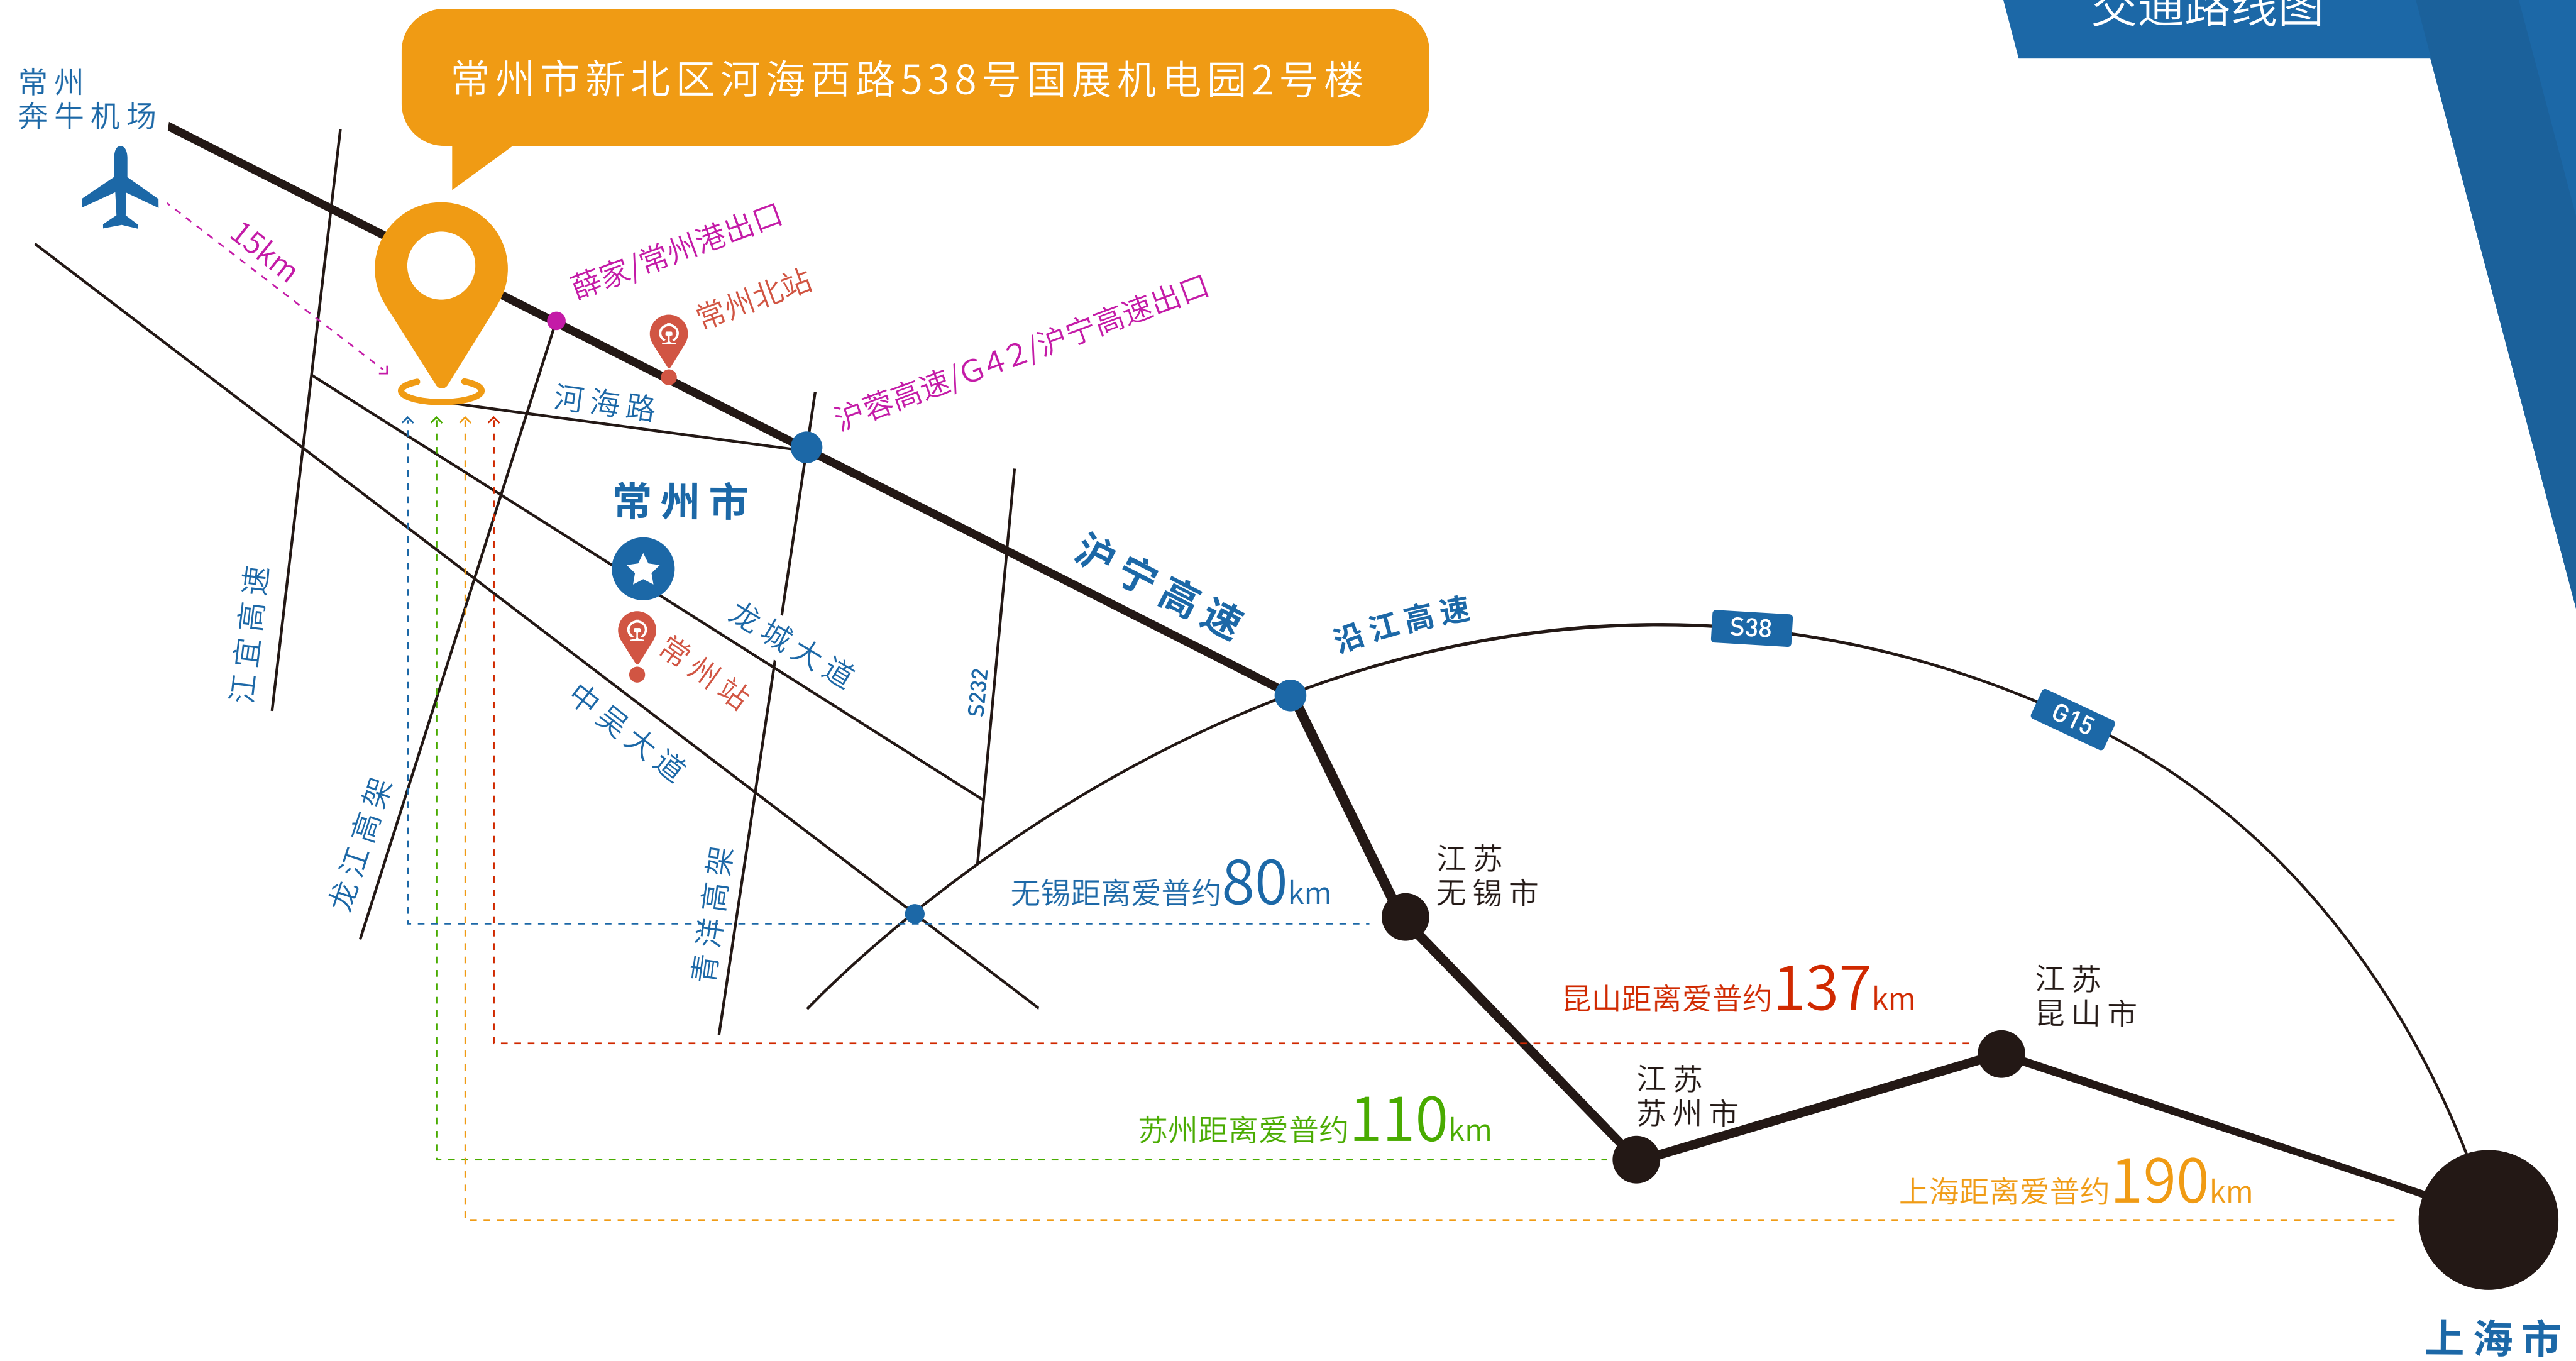 交通路线图
常州市新北区河海西路538号国展机电园2号楼
常州
奔牛机场
15km
薛家/常州港出口
常州北站
沪蓉高速/G42/沪宁高速出口
河海路
常州市
沪宁高速
沿江高速
S38
G15
江宜高速
龙城大道
常州站
中吴大道
S232
龙江高架
青洋高架
无锡距离爱普约80km
江苏
无锡市
昆山距离爱普约137km
江苏
昆山市
江苏
苏州市
苏州距离爱普约110km
上海距离爱普约190km
上海市